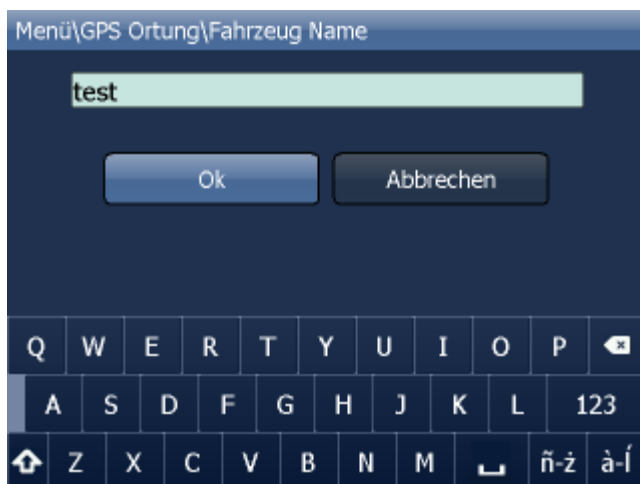 Menü\GPS Ortung\Fahrzeug Name
test
Ok Abbrechen
Q W E R T Y U I O P
A S D F G H J K L 123
Z X C V B N M ñ-ż à-Í